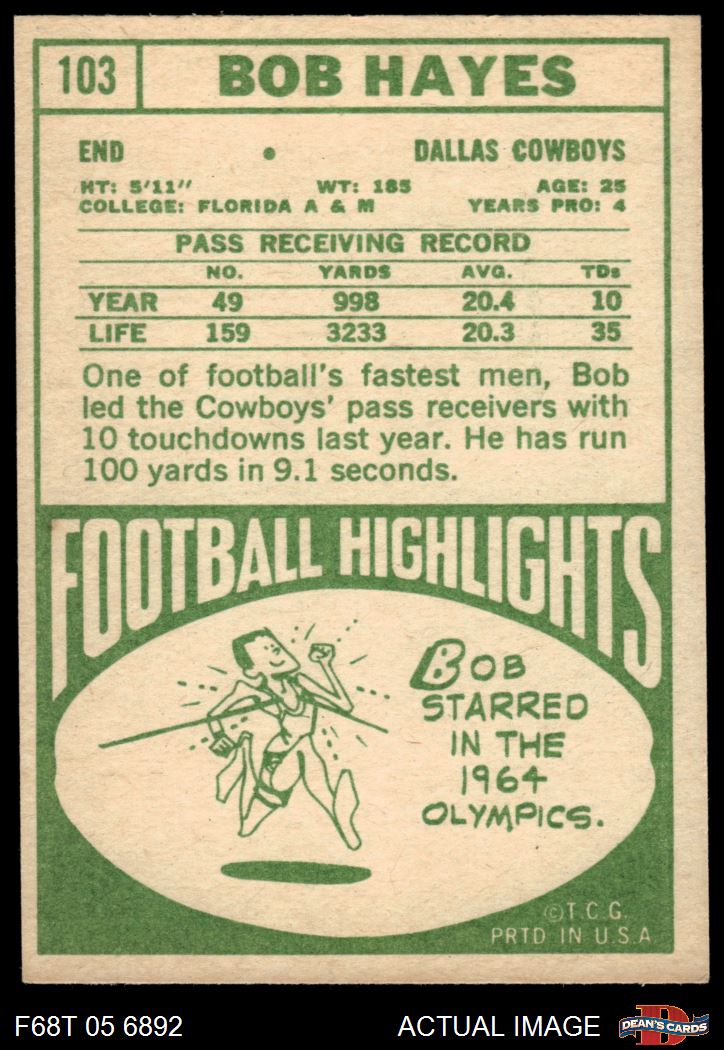 103 BOB HAYES
END • DALLAS COWBOYS
HT: 5'11" WT: 185 AGE: 25
COLLEGE: FLORIDA A & M YEARS PRO: 4
PASS RECEIVING RECORD
NO. YARDS AVG. TDs
YEAR 49 998 20.4 10
LIFE 159 3233 20.3 35
One of football's fastest men, Bob
led the Cowboys' pass receivers with
10 touchdowns last year. He has run
100 yards in 9.1 seconds.
FOOTBALL HIGHLIGHTS
BOB
STARRED
IN THE
1964
OLYMPICS.
©T.C.G.
PRTD IN U.S.A
F68T 05 6892 ACTUAL IMAGE DEAN'S CARDS